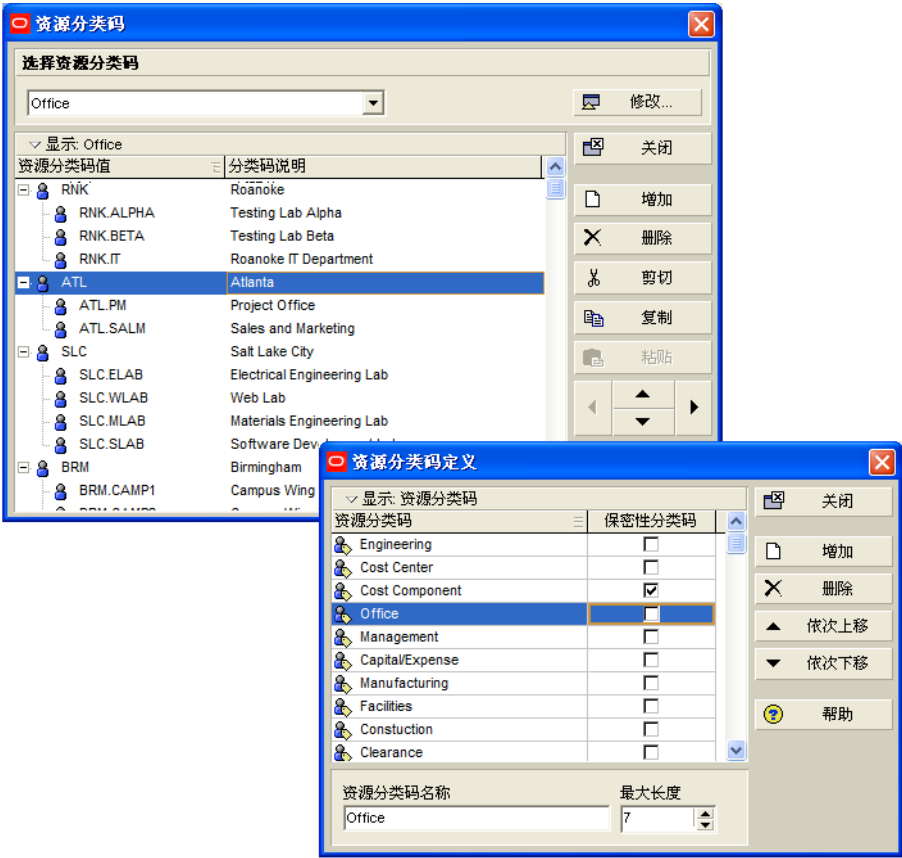 资源分类码
选择资源分类码
Office
修改...
显示: Office
资源分类码值 分类码说明
RNK Roanoke
RNK.ALPHA Testing Lab Alpha
RNK.BETA Testing Lab Beta
RNK.IT Roanoke IT Department
ATL Atlanta
ATL.PM Project Office
ATL.SALM Sales and Marketing
SLC Salt Lake City
SLC.ELAB Electrical Engineering Lab
SLC.WLAB Web Lab
SLC.MLAB Materials Engineering Lab
SLC.SLAB Software
BRM Birmingham
BRM.CAMP1 Campus Wing
关闭
增加
删除
剪切
复制
粘贴
资源分类码定义
显示: 资源分类码
资源分类码 保密性分类码
Engineering
Cost Center
Cost Component
Office
Management
Capital/Expense
Manufacturing
Facilities
Constuction
Clearance
关闭
增加
删除
依次上移
依次下移
帮助
资源分类码名称 最大长度
Office 7